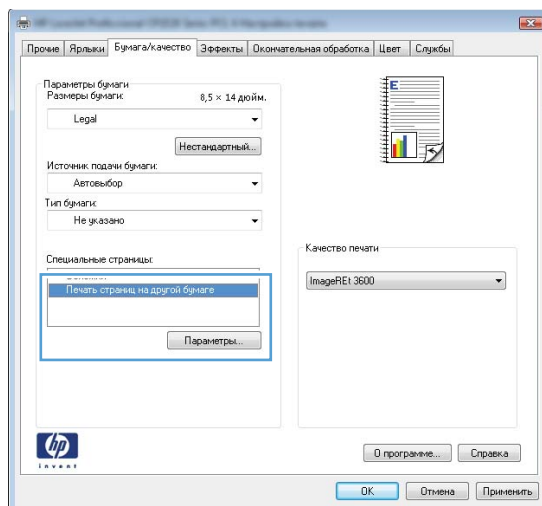 Прочие Ярлыки Бумага/качество Эффекты Окончательная обработка Цвет Службы
Параметры бумаги
Размеры бумаги: 8,5 × 14 дюйм.
Legal
Нестандартный...
Источник подачи бумаги:
Автовыбор
Тип бумаги:
Не указано
Специальные страницы:
Печать страниц на другой бумаге
Параметры...
E
Качество печати
ImageREt 3600
hp
invent
О программе... Справка
OK Отмена Применить